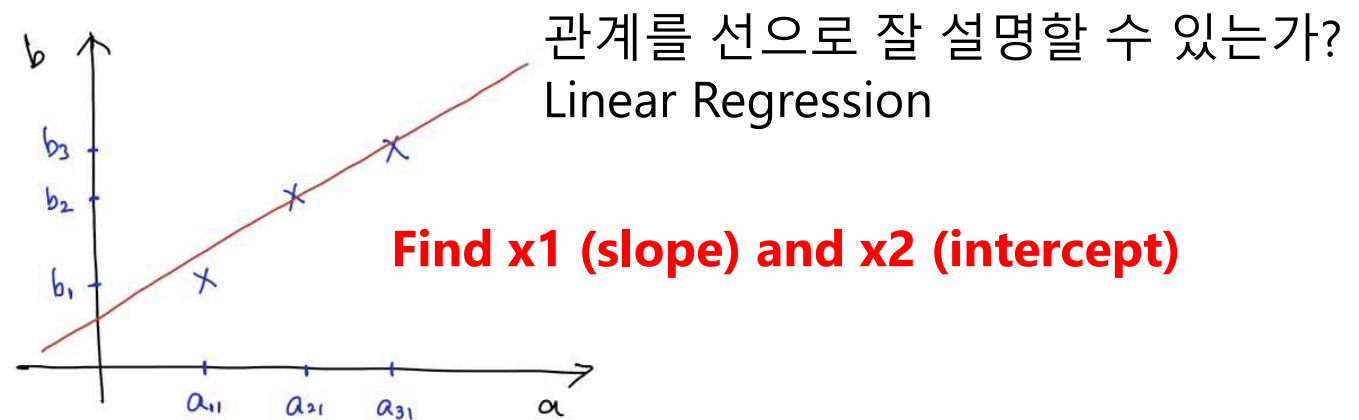 관계를 선으로 잘 설명할 수 있는가?
Linear Regression
Find x1 (slope) and x2 (intercept)
b
b₃
b₂
b₁
a₁₁ a₂₁ a₃₁ a